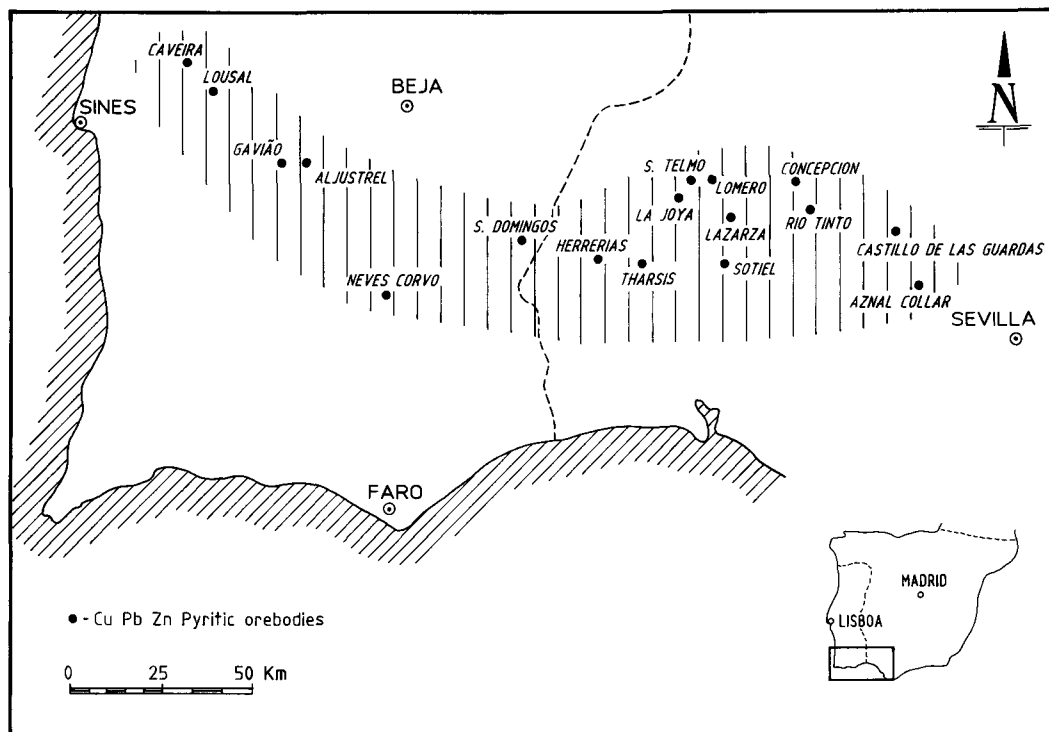 CAVEIRA
LOUSAL
BEJA
SINES
N
GAVIÃO
ALJUSTREL
S. TELMO
CONCEPCION
LOMERO
LA JOYA
RIO TINTO
LAZARZA
S. DOMINGOS
HERRERIAS
CASTILLO DE LAS GUARDAS
THARSIS
SOTIEL
NEVES CORVO
AZNAL COLLAR
SEVILLA
FARO
MADRID
LISBOA
● - Cu Pb Zn Pyritic orebodies
0 25 50 Km